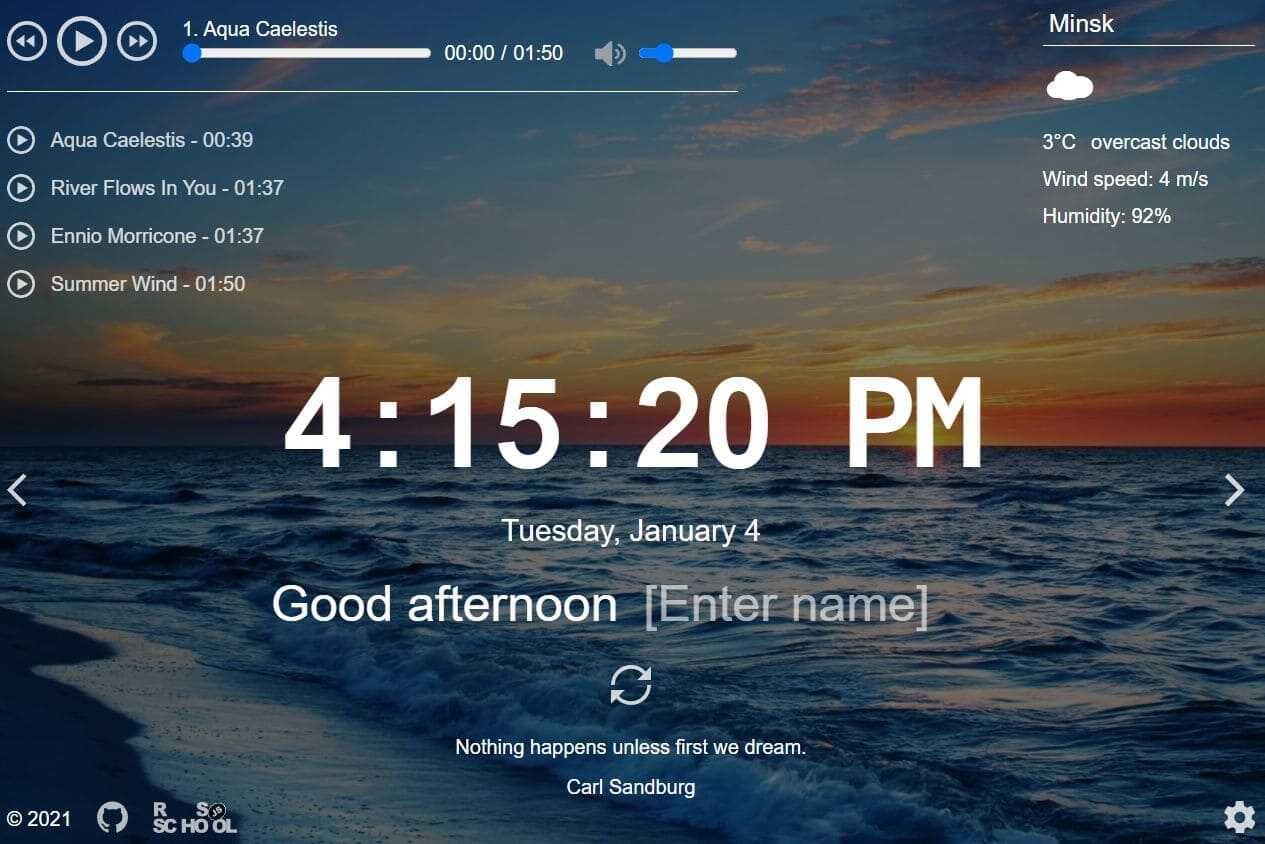 1. Aqua Caelestis
00:00 / 01:50
Aqua Caelestis - 00:39
River Flows In You - 01:37
Ennio Morricone - 01:37
Summer Wind - 01:50
Minsk
3°C overcast clouds
Wind speed: 4 m/s
Humidity: 92%
4:15:20 PM
Tuesday, January 4
Good afternoon [Enter name]
Nothing happens unless first we dream.
Carl Sandburg
© 2021
RS
SCHOOL
JS